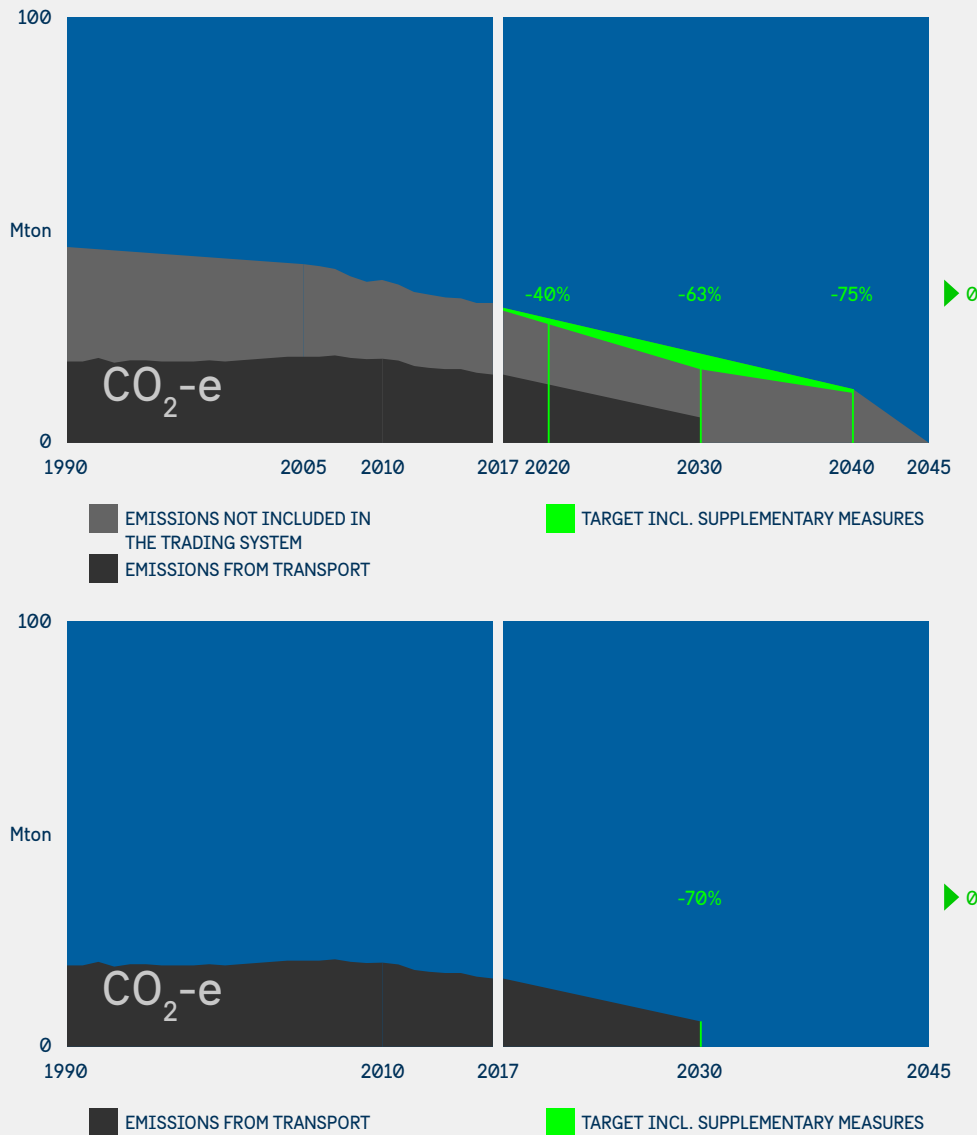 100
Mton
-40% -63% -75% 0
CO2-e
0
1990 2005 2010 2017 2020 2030 2040 2045
EMISSIONS NOT INCLUDED IN
THE TRADING SYSTEM
EMISSIONS FROM TRANSPORT
TARGET INCL. SUPPLEMENTARY MEASURES
100
Mton
-70% 0
CO2-e
0
1990 2010 2017 2030 2045
EMISSIONS FROM TRANSPORT
TARGET INCL. SUPPLEMENTARY MEASURES